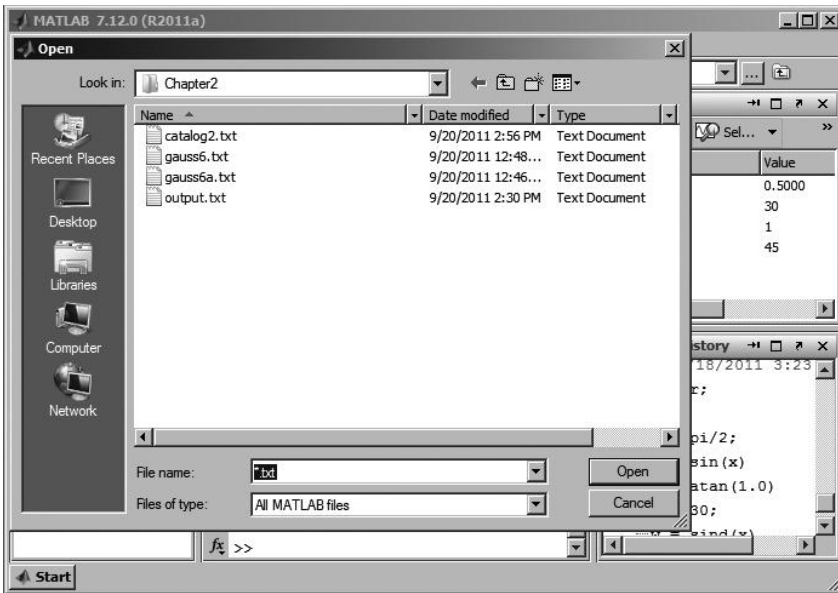 MATLAB 7.12.0 (R2011a)
Open
Look in: Chapter2
Name Date modified Type
catalog2.txt 9/20/2011 2:56 PM Text Document
gauss6.txt 9/20/2011 12:48... Text Document
gauss6a.txt 9/20/2011 12:46... Text Document
output.txt 9/20/2011 2:30 PM Text Document
Recent Places
Desktop
Libraries
Computer
Network
File name: *.txt Open
Files of type: All MATLAB files Cancel
... 
Sel... »
Value
0.5000
30
1
45
istory
18/2011 3:23
r;
pi/2;
sin(x)
atan(1.0)
30;
w = sind(x)
fx >>
Start